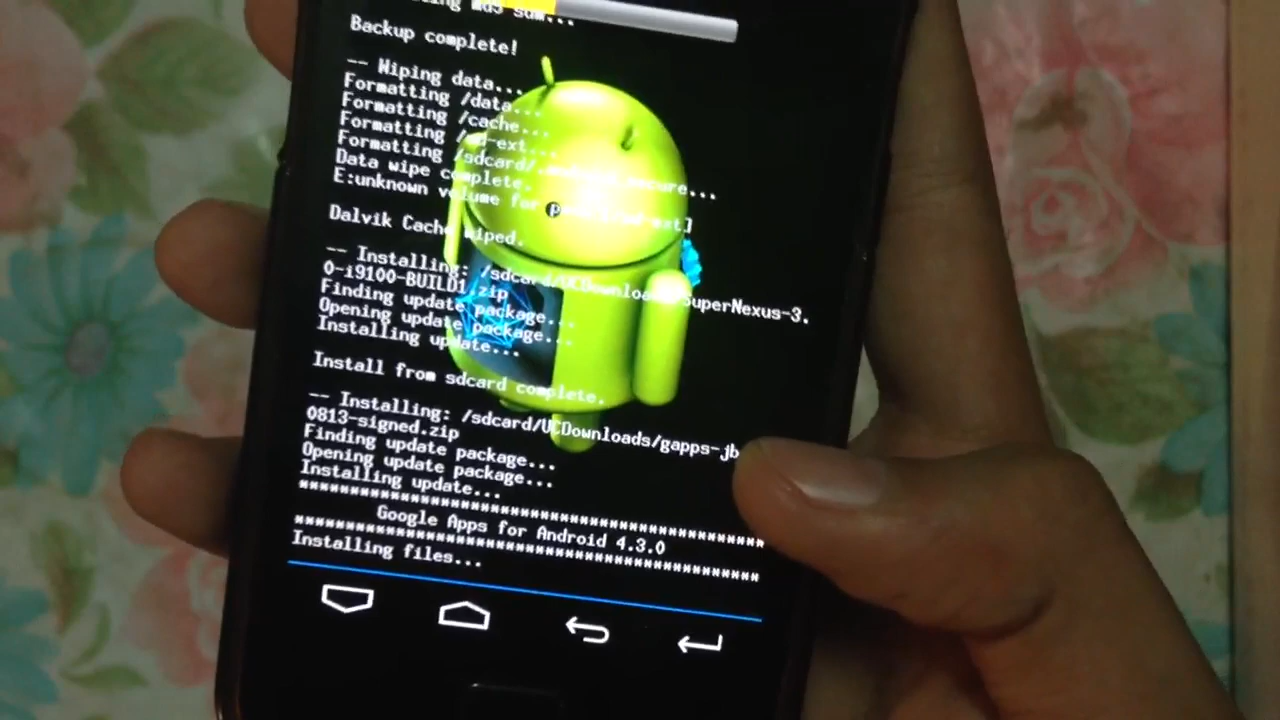 md5 sum...
Backup complete!
-- Wiping data...
Formatting /data...
Formatting /cache...
Formatting /sd-ext...
Formatting /sdcard/.android_secure...
Data wipe complete.
E:unknown volume for path [/sd-ext]
Dalvik Cache wiped.
-- Installing: /sdcard/UCDownloads/SuperNexus-3.
0-i9100-BUILD1.zip
Finding update package...
Opening update package...
Installing update...
Install from sdcard complete.
-- Installing: /sdcard/UCDownloads/gapps-jb
0813-signed.zip
Finding update package...
Opening update package...
Installing update...
************************************************
Google Apps for Android 4.3.0
************************************************
Installing files...